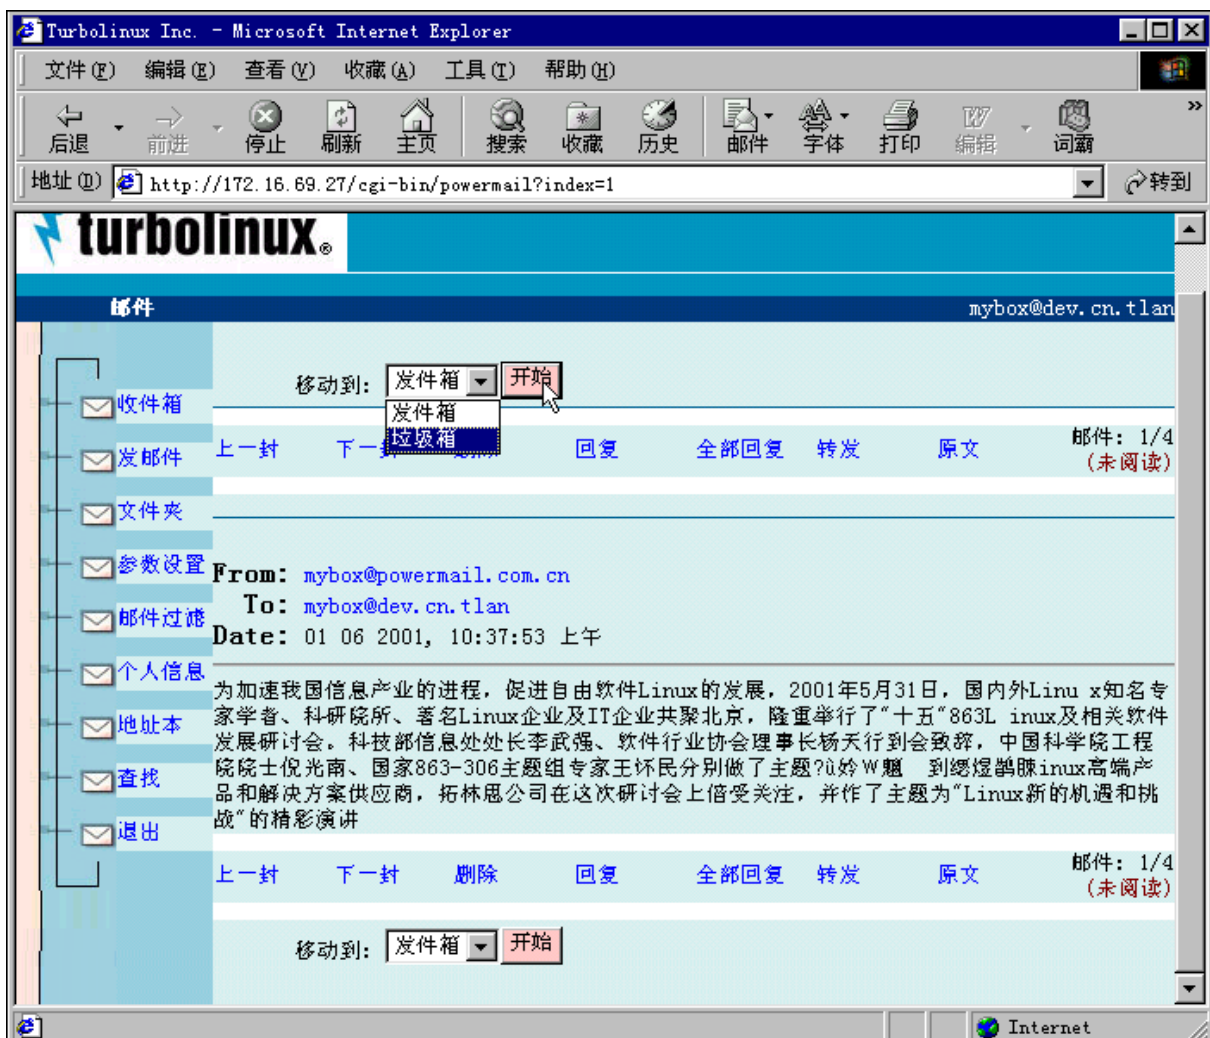 Turbolinux Inc. - Microsoft Internet Explorer
文件(F) 编辑(E) 查看(V) 收藏(A) 工具(T) 帮助(H)
后退 前进 停止 刷新 主页 搜索 收藏 历史 邮件 字体 打印 编辑 词霸 »
地址(D) http://172.16.69.27/cgi-bin/powermail?index=1 转到
turbolinux®
邮件 mybox@dev.cn.tlan
移动到: 发件箱 开始
发件箱
垃圾箱
上一封 下一封 删除 回复 全部回复 转发 原文 邮件: 1/4
(未阅读)
收件箱
发邮件
文件夹
参数设置
邮件过滤
个人信息
地址本
查找
退出
From: mybox@powermail.com.cn
To: mybox@dev.cn.tlan
Date: 01 06 2001, 10:37:53 上午
为加速我国信息产业的进程, 促进自由软件Linux的发展, 2001年5月31日, 国内外Linu x知名专
家学者、科研院所、著名Linux企业及IT企业共聚北京, 隆重举行了"十五"863L inux及相关软件
发展研讨会。科技部信息处处长李武强、软件行业协会理事长杨天行到会致辞, 中国科学院工程
院院士倪光南、国家863-306主题组专家王怀民分别做了主题 到 inux高端产
品和解决方案供应商, 拓林思公司在这次研讨会上倍受关注, 并作了主题为"Linux新的机遇和挑
战"的精彩演讲
上一封 下一封 删除 回复 全部回复 转发 原文 邮件: 1/4
(未阅读)
移动到: 发件箱 开始
Internet